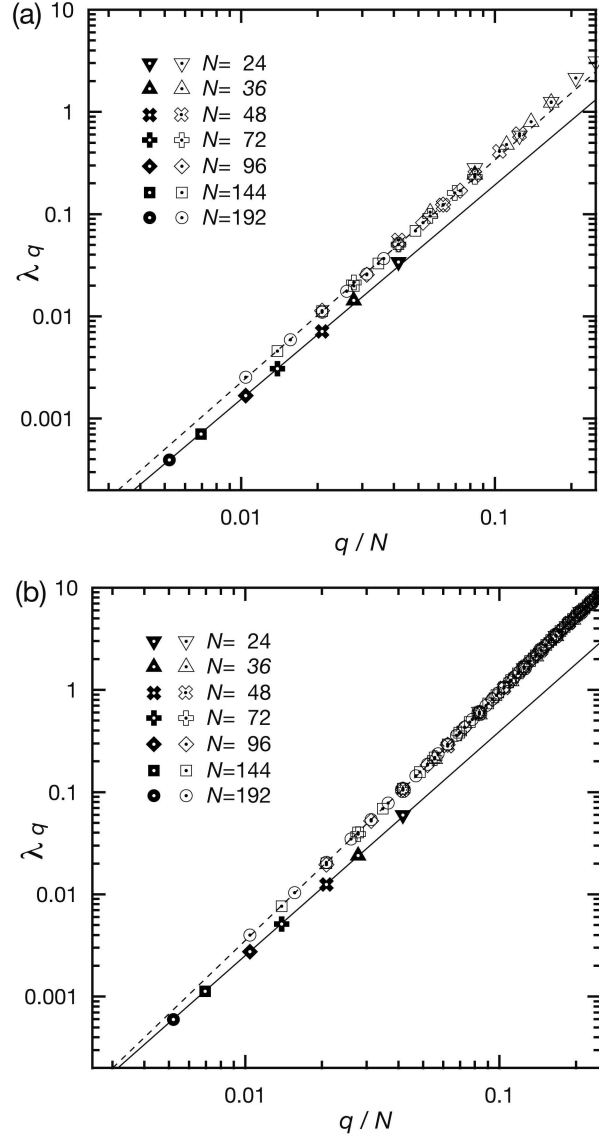 (a)
10
1
0.1
0.01
0.001
λ q
N= 24
N= 36
N= 48
N= 72
N= 96
N=144
N=192
0.01
0.1
q / N
(b)
10
1
0.1
0.01
0.001
λ q
N= 24
N= 36
N= 48
N= 72
N= 96
N=144
N=192
0.01
0.1
q / N